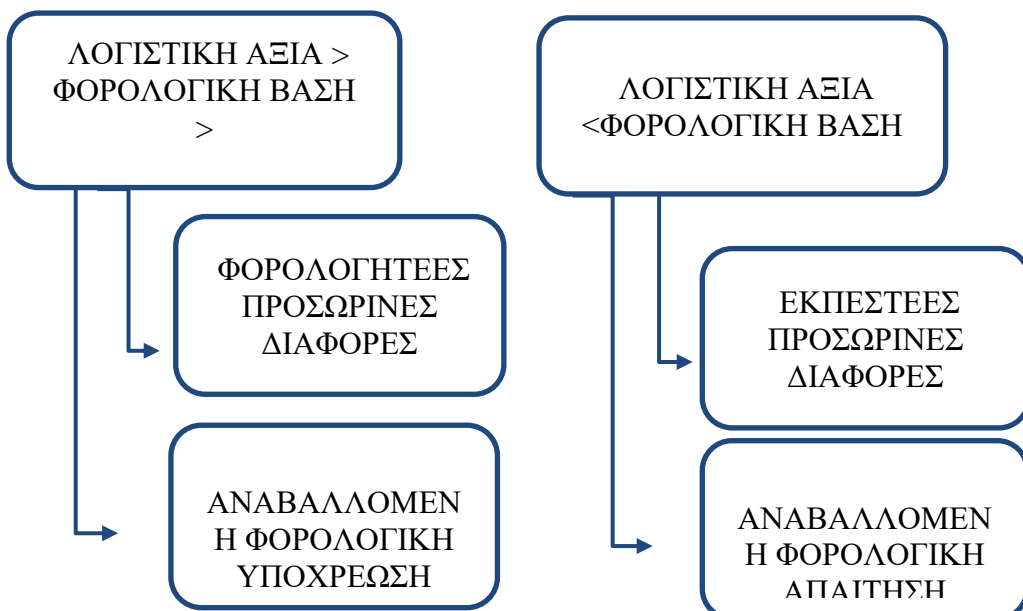 ΛΟΓΙΣΤΙΚΗ ΑΞΙΑ >
ΦΟΡΟΛΟΓΙΚΗ ΒΑΣΗ
>
ΦΟΡΟΛΟΓΗΤΕΕΣ
ΠΡΟΣΩΡΙΝΕΣ
ΔΙΑΦΟΡΕΣ
ΑΝΑΒΑΛΛΟΜΕΝ
Η ΦΟΡΟΛΟΓΙΚΗ
ΥΠΟΧΡΕΩΣΗ
ΛΟΓΙΣΤΙΚΗ ΑΞΙΑ
<ΦΟΡΟΛΟΓΙΚΗ ΒΑΣΗ
ΕΚΠΕΣΤΕΕΣ
ΠΡΟΣΩΡΙΝΕΣ
ΔΙΑΦΟΡΕΣ
ΑΝΑΒΑΛΛΟΜΕΝ
Η ΦΟΡΟΛΟΓΙΚΗ
ΑΠΑΙΤΗΣΗ